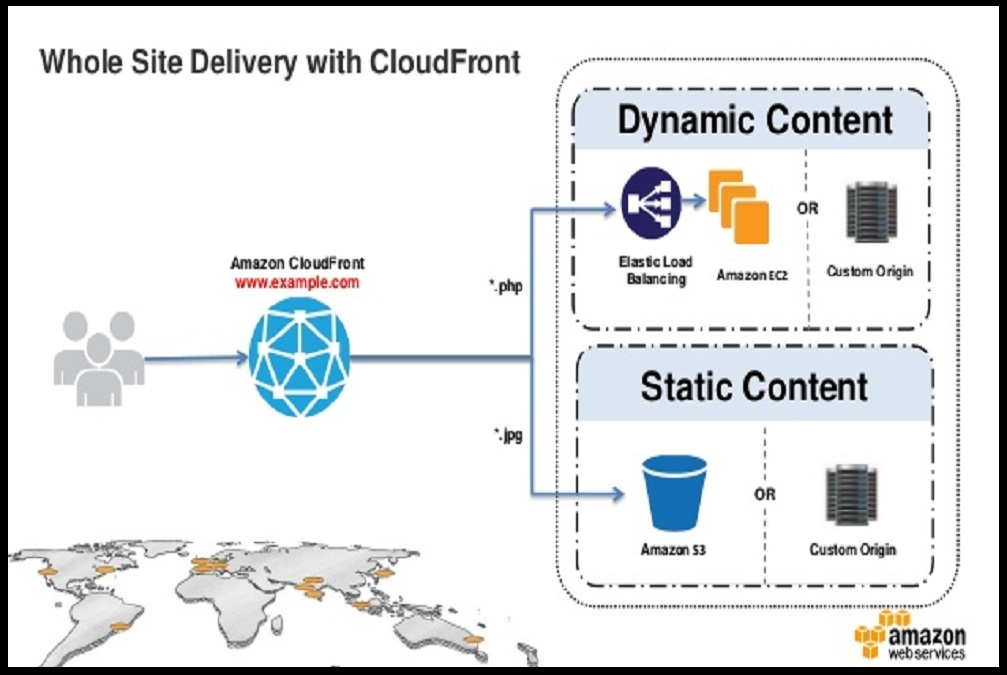 Whole Site Delivery with CloudFront
Amazon CloudFront
www.example.com
*.php
*.jpg
Dynamic Content
Elastic Load
Balancing
Amazon EC2
OR
Custom Origin
Static Content
Amazon S3
OR
Custom Origin
amazon
webservices